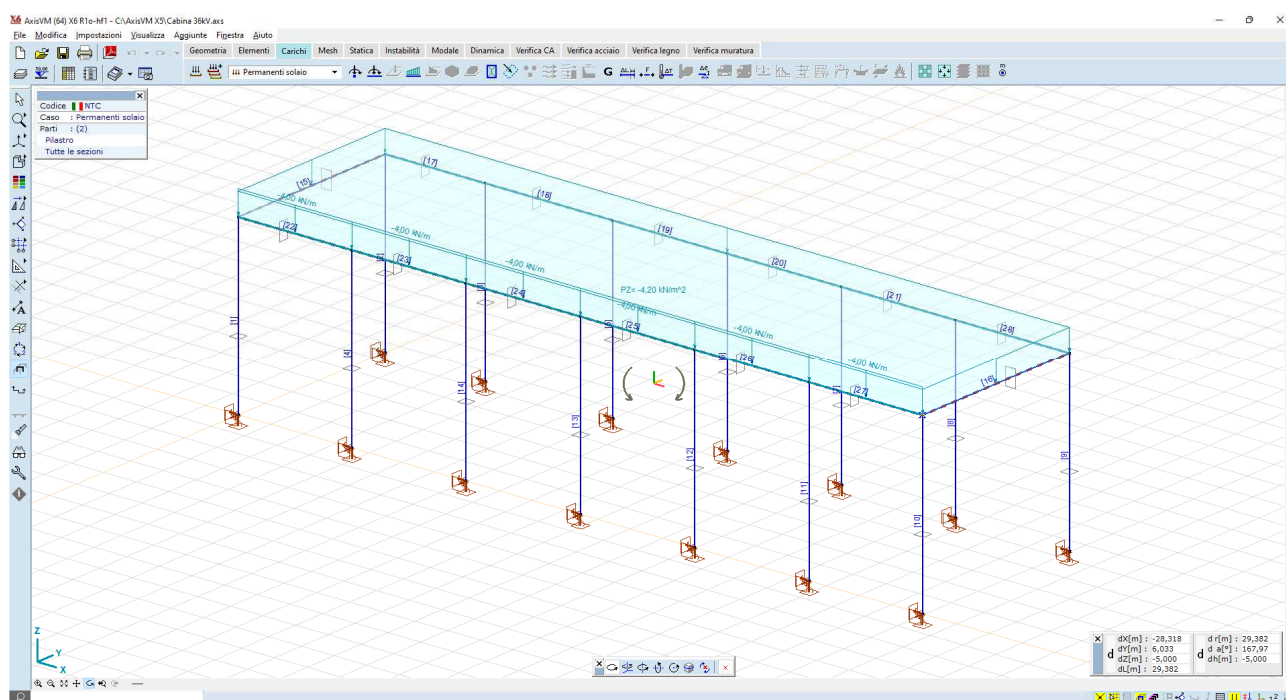 X6 AxisVM (64) X6 R1o-hf1 - C:\AxisVM X5\Cabina 36kV.axs
File Modifica Impostazioni Visualizza Aggiunte Finestra Aiuto
Geometria Elementi Carichi Mesh Statica Instabilità Modale Dinamica Verifica CA Verifica acciaio Verifica legno Verifica muratura
Permanenti solaio
Codice NTC
Caso : Permanenti solaio
Parti : (2)
Pilastro
Tutte le sezioni
[17]
[15]
[18]
-4,00 kN/m
[22]
[19]
-4,00 kN/m
[23]
[20]
-4,00 kN/m
[24]
PZ= -4,20 kN/m^2
[21]
-4,00 kN/m
[25]
[28]
-4,00 kN/m
[26]
-4,00 kN/m
[16]
[27]
[1]
[4]
[14]
[13]
[12]
[11]
[10]
[8]
[9]
Z
Y
X
dX[m] : -28,318
dY[m] : 6,033
d dZ[m] : -5,000
dL[m] : 29,382
d r[m] : 29,382
d d a[°] : 167,97
dh[m] : -5,000